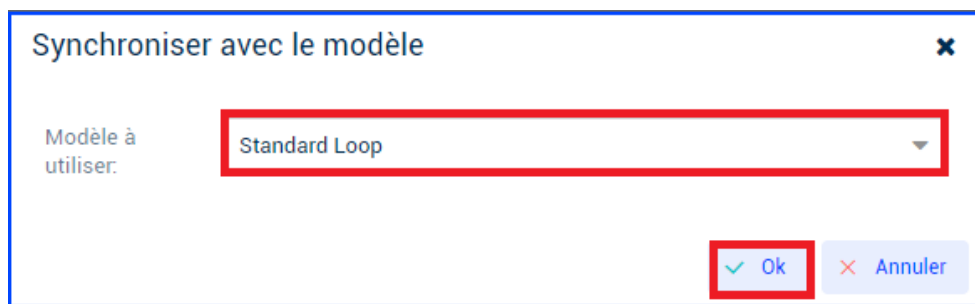 Synchroniser avec le modèle
Modèle à
utiliser:
Standard Loop
Ok
Annuler